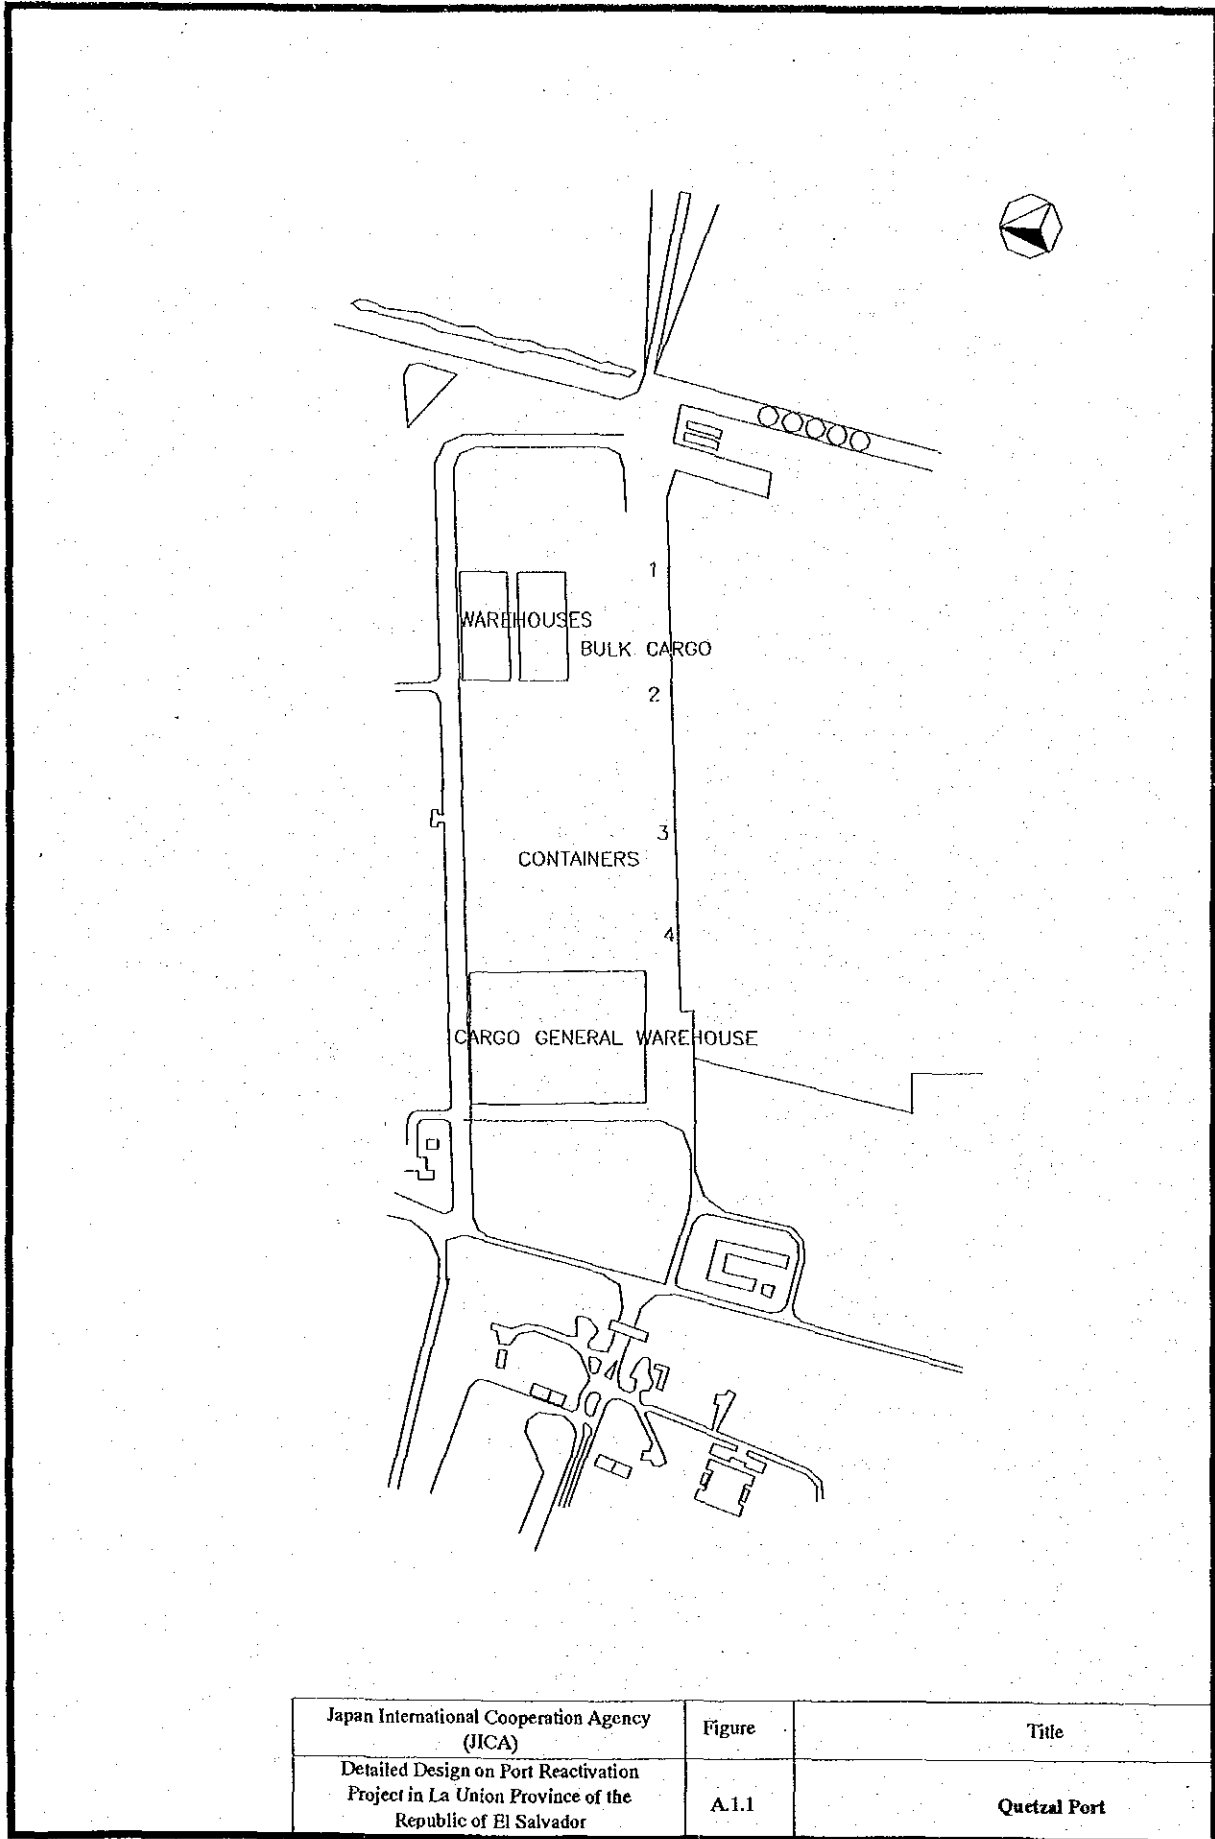 1
WAREHOUSES
BULK CARGO
2
3
CONTAINERS
4
CARGO GENERAL WAREHOUSE
Japan International Cooperation Agency
(JICA)
Figure
Title
Detailed Design on Port Reactivation
Project in La Union Province of the
Republic of El Salvador
A.1.1
Quetzal Port